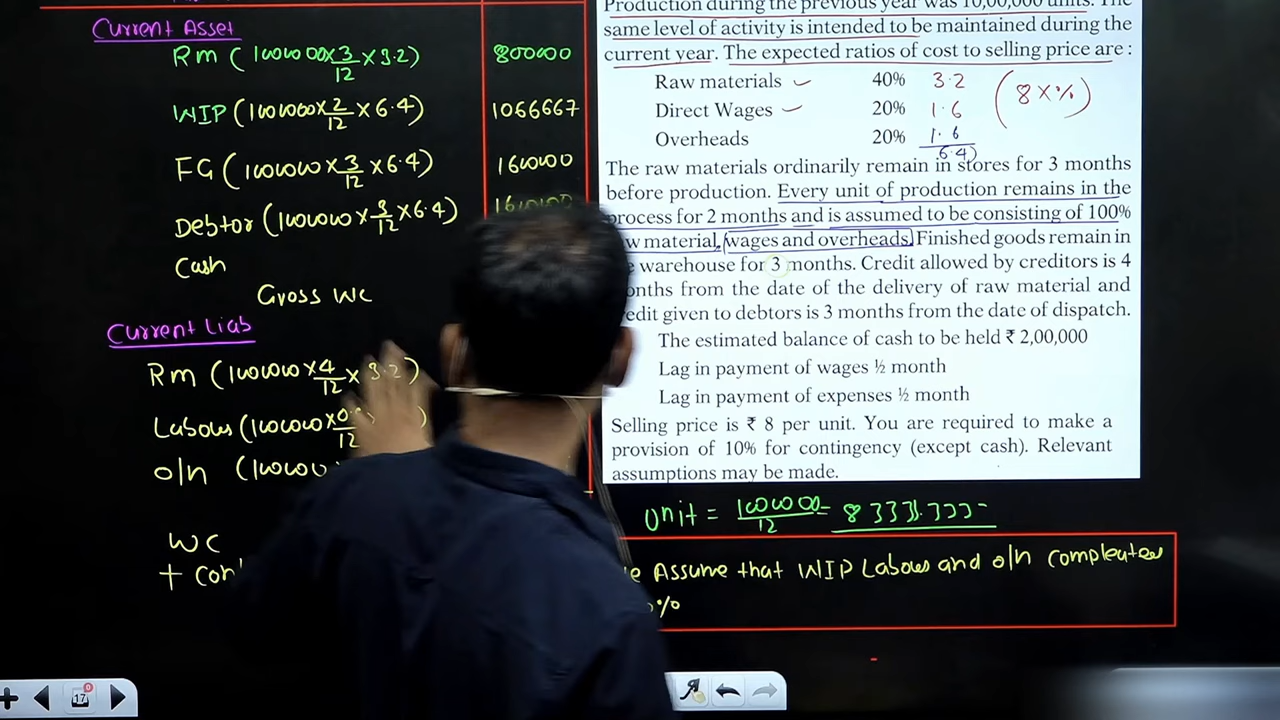 Current Asset
Rm (1000000×3/12×3.2) 800000
WIP (1000000×2/12×6.4) 1066667
FG (1000000×3/12×6.4) 1600000
Debtor (1000000×3/12×6.4) 1600000
Cash
Gross WC
Current Liab
Rm (1000000×4/12×3.2)
Labour (1000000×0./12
o/h (10000
WC
+ Con
Production during the previous year was 10,00,000 units. The
same level of activity is intended to be maintained during the
current year. The expected ratios of cost to selling price are :
Raw materials 40% 3.2 (8×%)
Direct Wages 20% 1.6
Overheads 20% 1.6
6.4
The raw materials ordinarily remain in stores for 3 months
before production. Every unit of production remains in the
process for 2 months and is assumed to be consisting of 100%
w material, wages and overheads. Finished goods remain in
warehouse for 3 months. Credit allowed by creditors is 4
onths from the date of the delivery of raw material and
edit given to debtors is 3 months from the date of dispatch.
The estimated balance of cash to be held ₹ 2,00,000
Lag in payment of wages ½ month
Lag in payment of expenses ½ month
Selling price is ₹ 8 per unit. You are required to make a
provision of 10% for contingency (except cash). Relevant
assumptions may be made.
Unit = 1000000/12 = 83333.333-
e Assume that WIP Labour and o/h compleated
0%
17